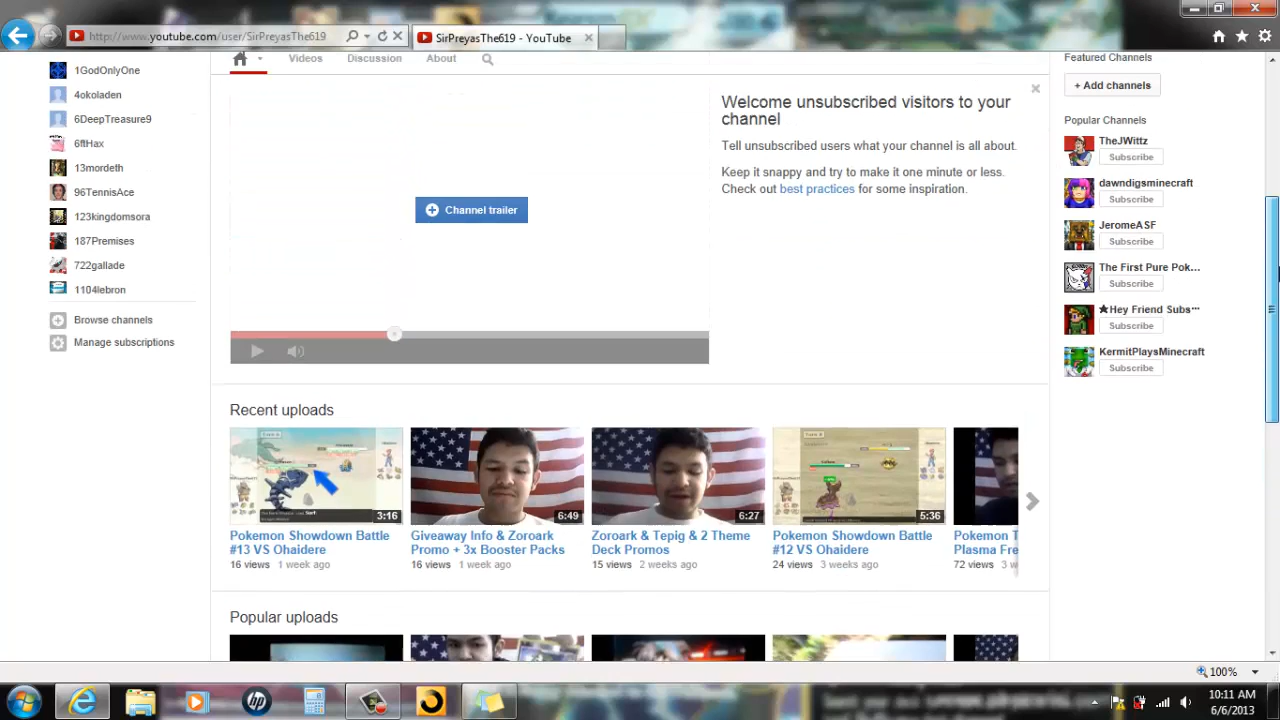 http://www.youtube.com/user/SirPreyasThe619
SirPreyasThe619 - YouTube
1GodOnlyOne
4okoladen
6DeepTreasure9
6ftHax
13mordeth
96TennisAce
123kingdomsora
187Premises
722gallade
1104lebron
Browse channels
Manage subscriptions
Videos
Discussion
About
Channel trailer
Welcome unsubscribed visitors to your
channel
Tell unsubscribed users what your channel is all about.
Keep it snappy and try to make it one minute or less.
Check out best practices for some inspiration.
Recent uploads
3:16
Pokemon Showdown Battle
#13 VS Ohaidere
16 views 1 week ago
6:49
Giveaway Info & Zoroark
Promo + 3x Booster Packs
16 views 1 week ago
6:27
Zoroark & Tepig & 2 Theme
Deck Promos
15 views 2 weeks ago
5:36
Pokemon Showdown Battle
#12 VS Ohaidere
24 views 3 weeks ago
Pokemon T
Plasma Fre
72 views 3 w
Popular uploads
Featured Channels
+ Add channels
Popular Channels
TheJWittz
Subscribe
dawndigsminecraft
Subscribe
JeromeASF
Subscribe
The First Pure Pok...
Subscribe
★Hey Friend Subs···
Subscribe
KermitPlaysMinecraft
Subscribe
100%
10:11 AM
6/6/2013